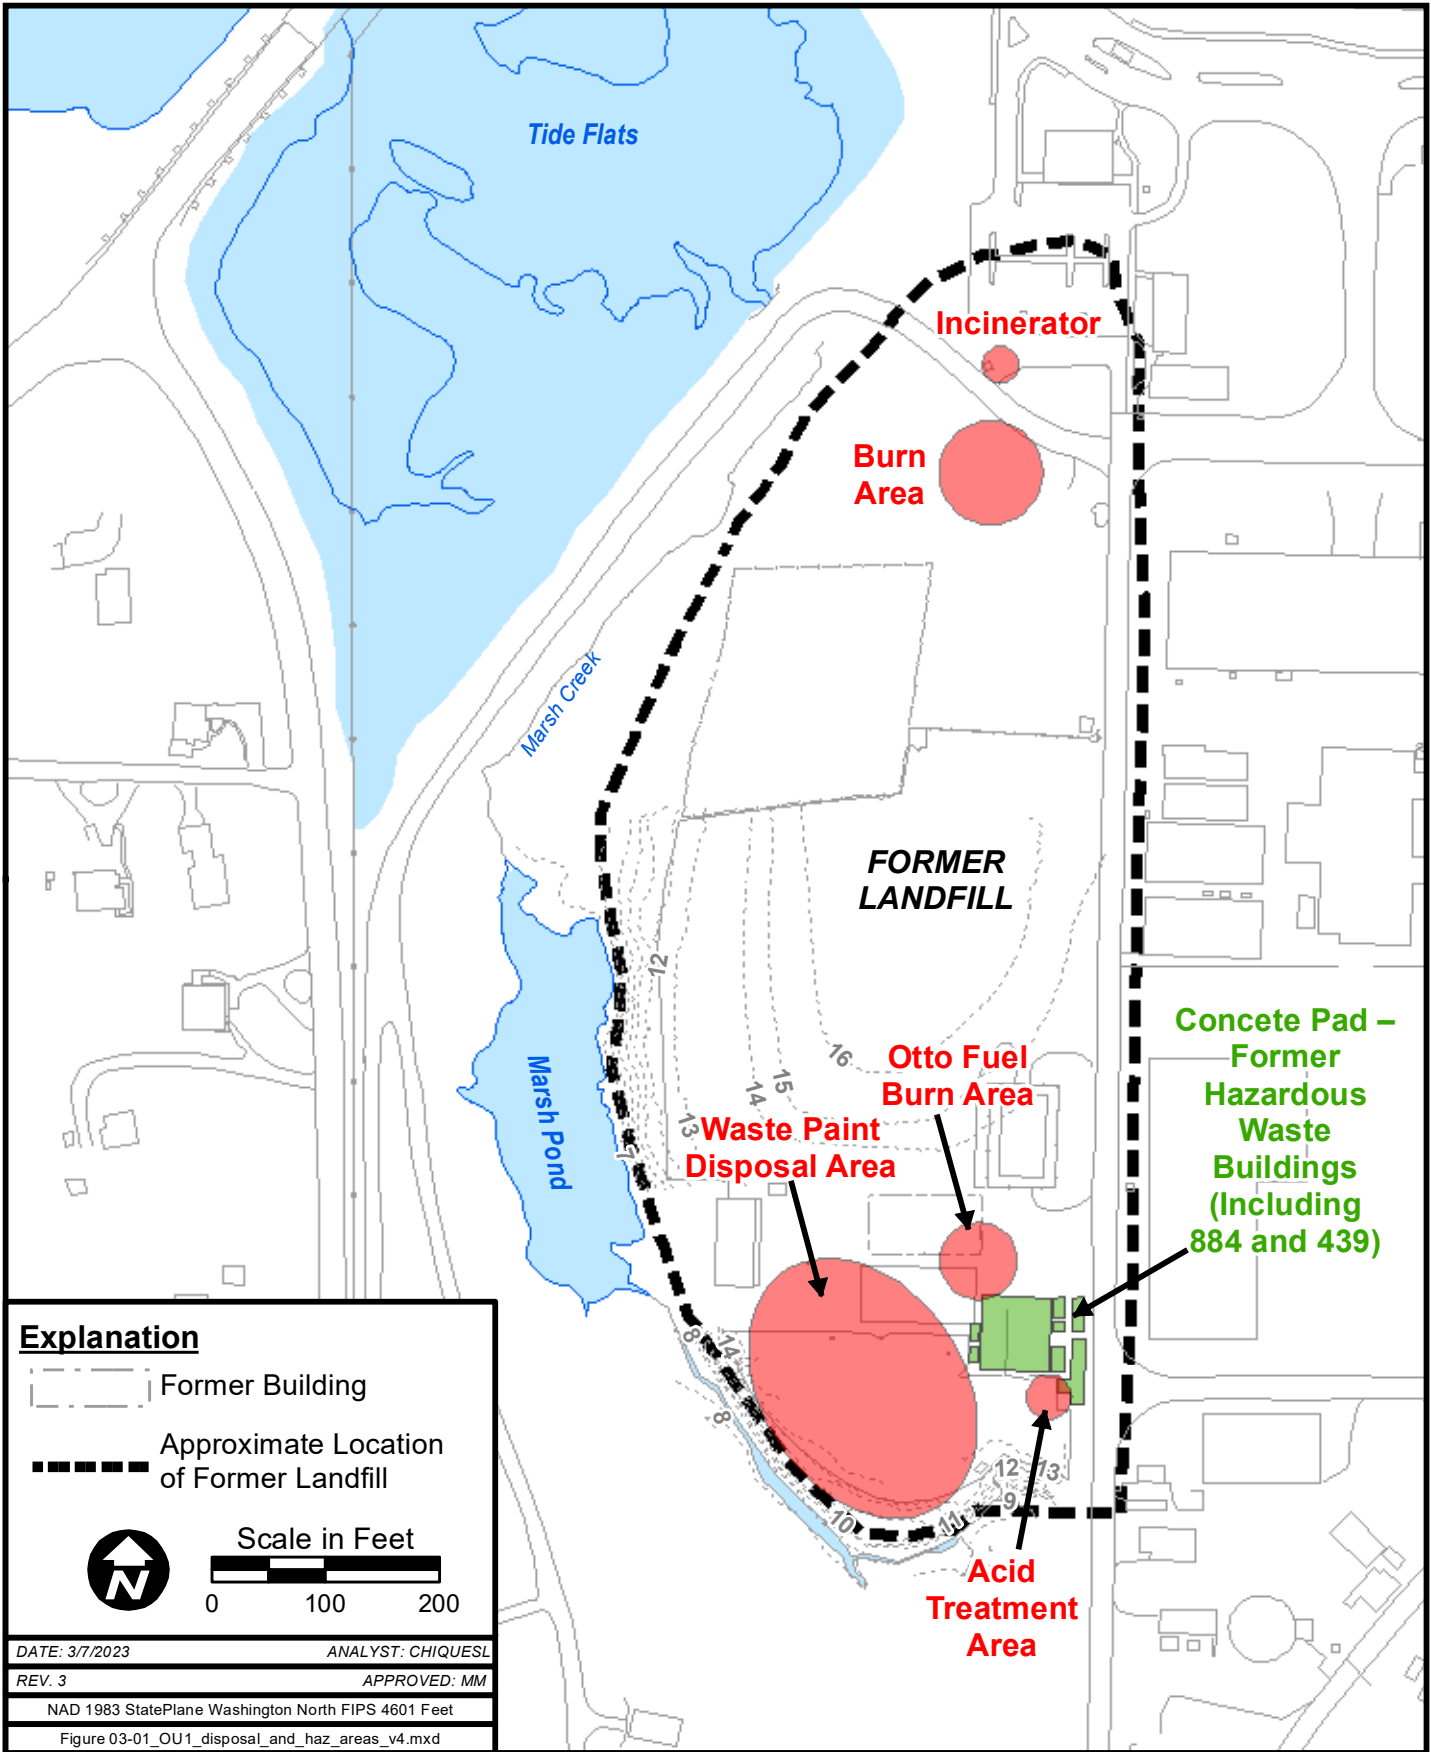 Tide Flats
Incinerator
Burn
Area
Marsh Creek
FORMER
LANDFILL
12
Concete Pad –
Former
Hazardous
Waste
Buildings
(Including
884 and 439)
16
Otto Fuel
Burn Area
15
14
13
Waste Paint
Disposal Area
7
Marsh Pond
8
14
8
12
13
9
10
11
Acid
Treatment
Area
Explanation
Former Building
Approximate Location
of Former Landfill
N
Scale in Feet
0 100 200
DATE: 3/7/2023 ANALYST: CHIQUESL
REV. 3 APPROVED: MM
NAD 1983 StatePlane Washington North FIPS 4601 Feet
Figure 03-01_OU1_disposal_and_haz_areas_v4.mxd